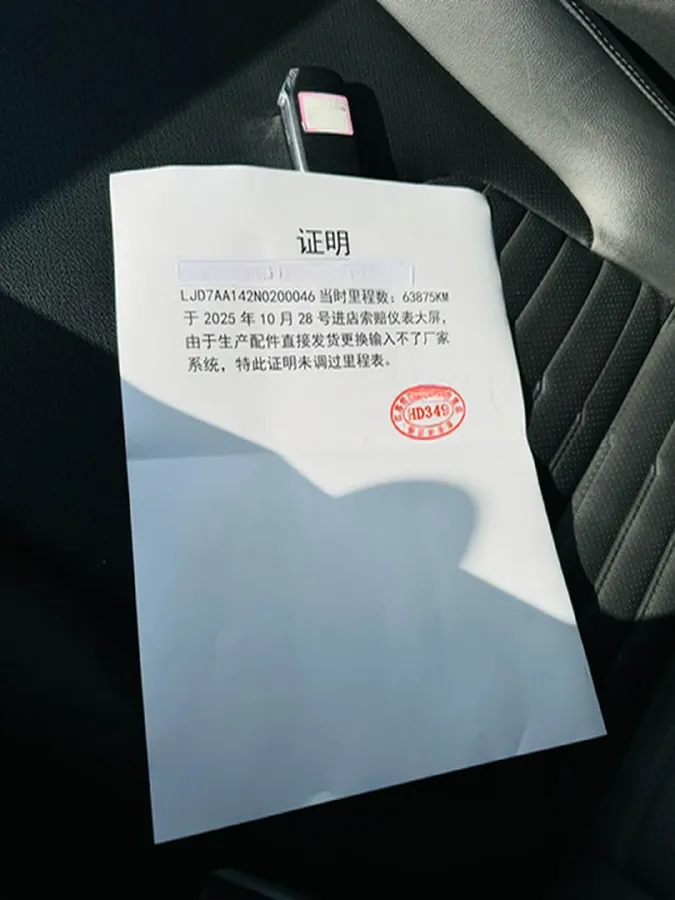 证明
LJD7AA142N0200046 当时里程数：63875KM
于 2025 年 10 月 28 号进店索赔仪表大屏，
由于生产配件直接发货更换输入不了厂家
系统，特此证明未调过里程表。
HD349